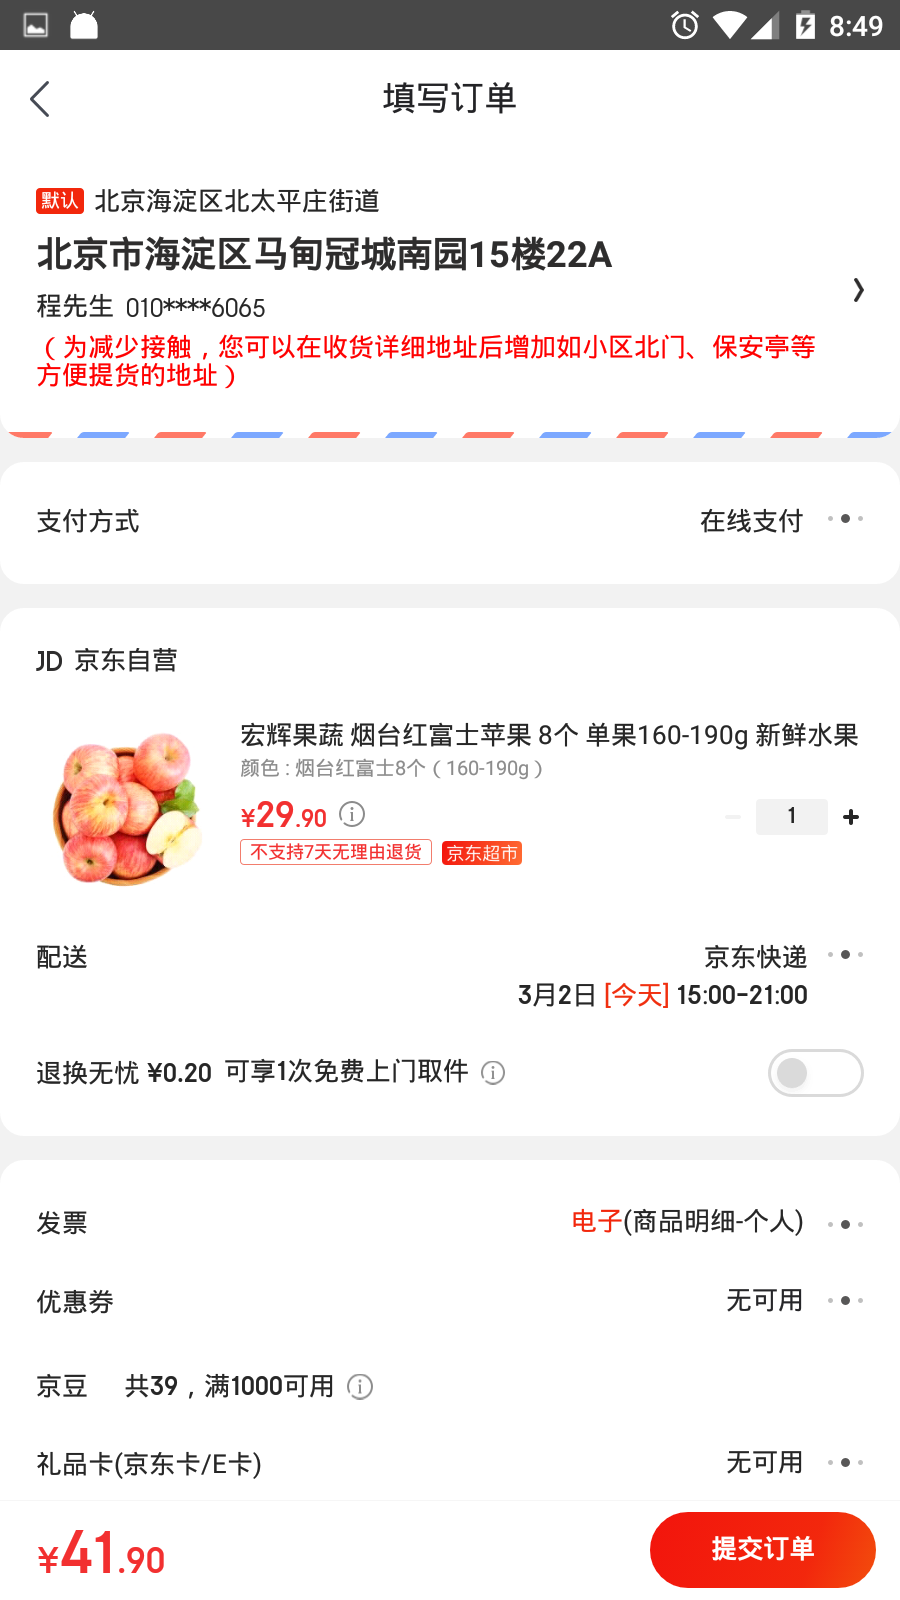 8:49
填写订单
默认 北京海淀区北太平庄街道
北京市海淀区马甸冠城南园15楼22A
程先生 010****6065
（为减少接触，您可以在收货详细地址后增加如小区北门、保安亭等
方便提货的地址）
支付方式 在线支付
JD 京东自营
宏辉果蔬 烟台红富士苹果 8个 单果160-190g 新鲜水果
颜色：烟台红富士8个（160-190g）
¥29.90 1
不支持7天无理由退货 京东超市
配送 京东快递
3月2日 [今天] 15:00-21:00
退换无忧 ¥0.20 可享1次免费上门取件
发票 电子(商品明细-个人)
优惠券 无可用
京豆 共39，满1000可用
礼品卡(京东卡/E卡) 无可用
¥41.90 提交订单